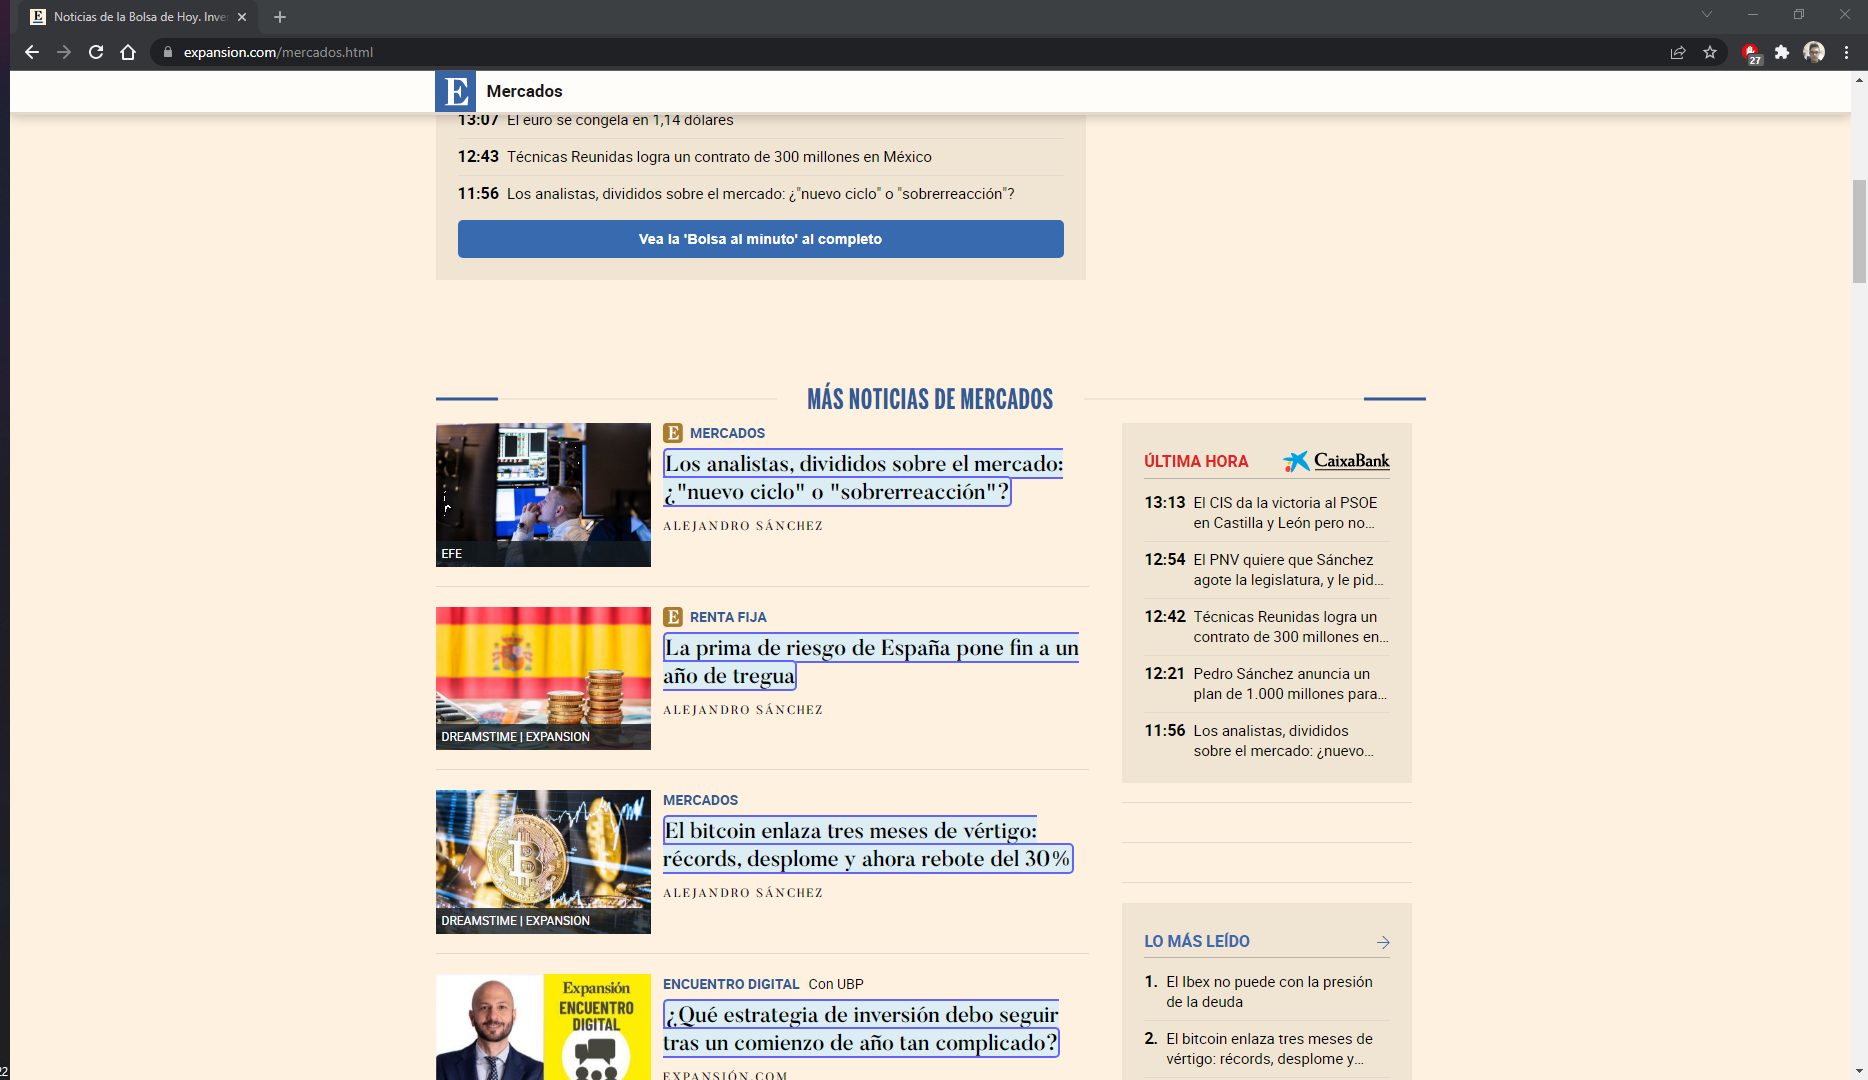 Noticias de la Bolsa de Hoy. Inve
expansion.com/mercados.html
27
E Mercados
13:07 El euro se congela en 1,14 dólares
12:43 Técnicas Reunidas logra un contrato de 300 millones en México
11:56 Los analistas, divididos sobre el mercado: ¿"nuevo ciclo" o "sobrerreacción"?
Vea la 'Bolsa al minuto' al completo
MÁS NOTICIAS DE MERCADOS
EFE
E MERCADOS
Los analistas, divididos sobre el mercado:
¿"nuevo ciclo" o "sobrerreacción"?
ALEJANDRO SÁNCHEZ
DREAMSTIME | EXPANSION
E RENTA FIJA
La prima de riesgo de España pone fin a un
año de tregua
ALEJANDRO SÁNCHEZ
DREAMSTIME | EXPANSION
MERCADOS
El bitcoin enlaza tres meses de vértigo:
récords, desplome y ahora rebote del 30%
ALEJANDRO SÁNCHEZ
Expansión
ENCUENTRO
DIGITAL
ENCUENTRO DIGITAL Con UBP
¿Qué estrategia de inversión debo seguir
tras un comienzo de año tan complicado?
EXPANSIÓN.COM
ÚLTIMA HORA CaixaBank
13:13 El CIS da la victoria al PSOE
en Castilla y León pero no...
12:54 El PNV quiere que Sánchez
agote la legislatura, y le pid...
12:42 Técnicas Reunidas logra un
contrato de 300 millones en...
12:21 Pedro Sánchez anuncia un
plan de 1.000 millones para...
11:56 Los analistas, divididos
sobre el mercado: ¿nuevo...
LO MÁS LEÍDO
1. El Ibex no puede con la presión
de la deuda
2. El bitcoin enlaza tres meses de
vértigo: récords, desplome y...
22